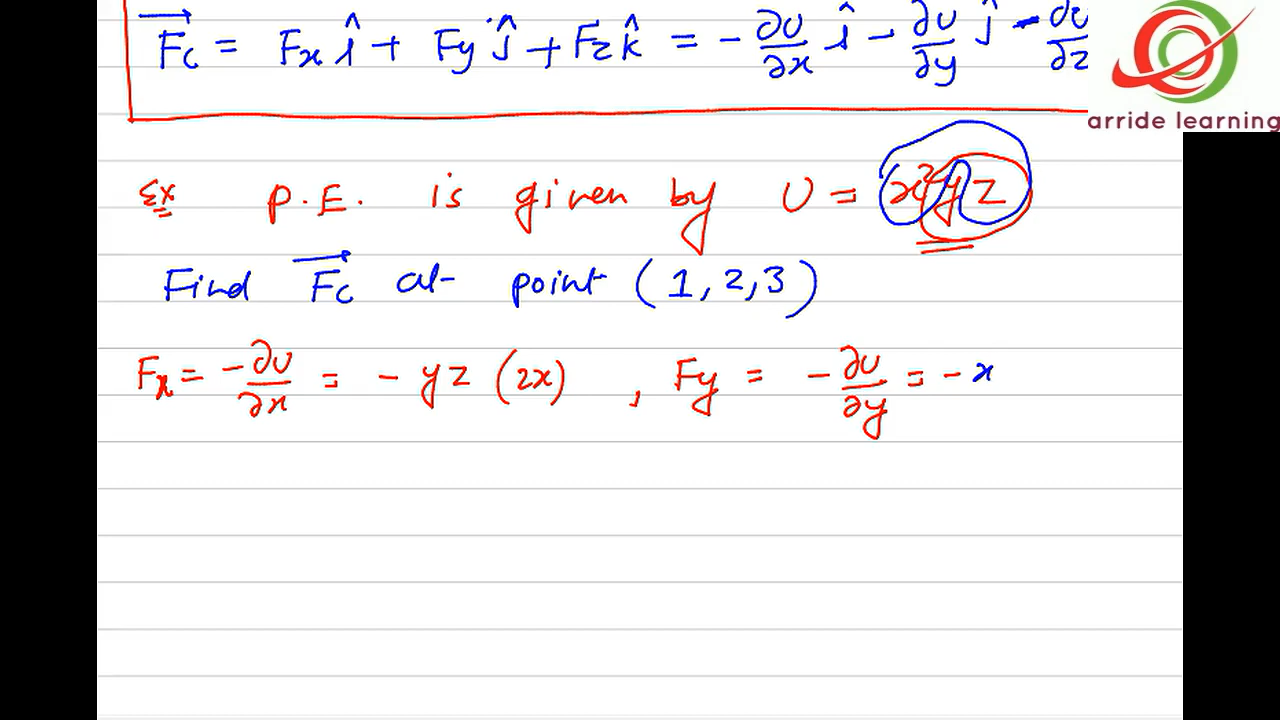 F⃗c = Fx î + Fy ĵ + Fz k̂ = - ∂U/∂x î - ∂U/∂y ĵ - ∂U/∂z
arride learning
Ex P.E. is given by U = x²yz
Find F⃗c at point (1,2,3)
Fx = -∂U/∂x = - yz (2x) , Fy = -∂U/∂y = - x